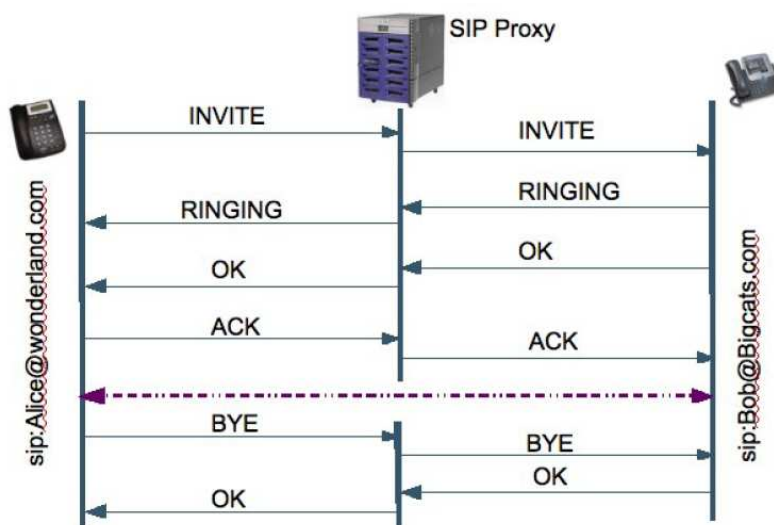 SIP Proxy
INVITE
INVITE
RINGING
RINGING
OK
OK
ACK
ACK
BYE
BYE
OK
OK
sip:Alice@wonderland.com
sip:Bob@Bigcats.com